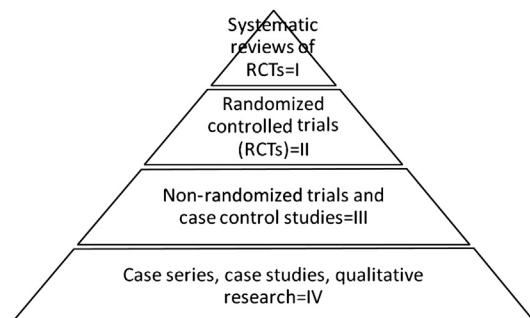 Systematic
reviews of
RCTs=I
Randomized
controlled trials
(RCTs)=II
Non-randomized trials and
case control studies=III
Case series, case studies, qualitative
research=IV